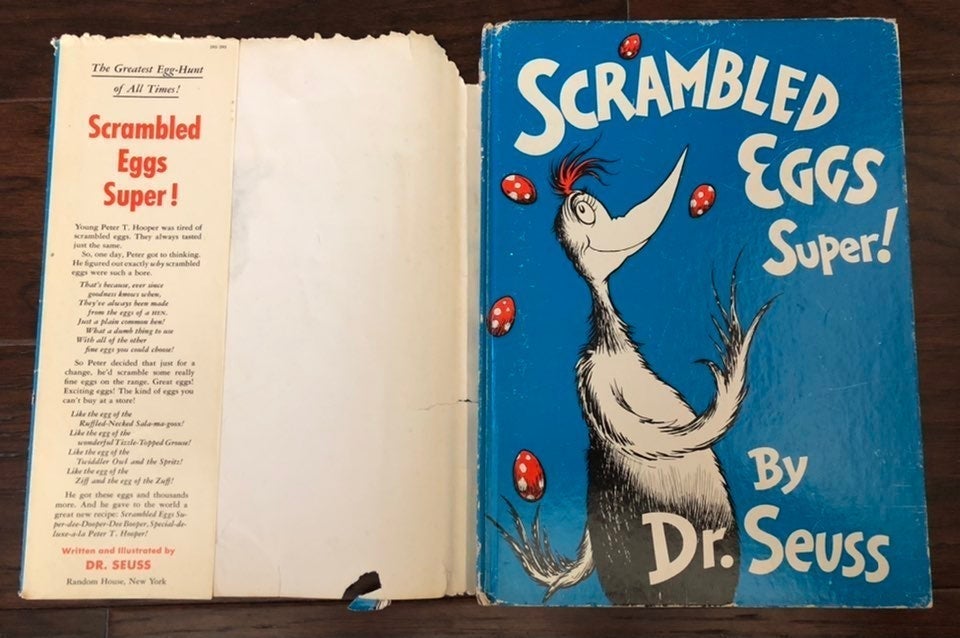 295-295
The Greatest Egg-Hunt
of All Times!
Scrambled
Eggs
Super!
Young Peter T. Hooper was tired of
scrambled eggs. They always tasted
just the same.
So, one day, Peter got to thinking.
He figured out exactly why scrambled
eggs were such a bore.
That's because, ever since
goodness knows when,
They've always been made
from the eggs of a HEN.
Just a plain common hen!
What a dumb thing to use
With all of the other
fine eggs you could choose!
So Peter decided that just for a
change, he'd scramble some really
fine eggs on the range. Great eggs!
Exciting eggs! The kind of eggs you
can't buy at a store!
Like the egg of the
Ruffled-Necked Sala-ma-goox!
Like the egg of the
wonderful Tizzle-Topped Grouse!
Like the egg of the
Twiddler Owl and the Spritz!
Like the egg of the
Ziff and the egg of the Zuff!
He got these eggs and thousands
more. And he gave to the world a
great new recipe: Scrambled Eggs Su-
per-dee-Dooper-Dee Booper, Special-de-
luxe-a-la Peter T. Hooper!
Written and illustrated by
DR. SEUSS
Random House, New York
SCRAMBLED
EGGS
Super!
By
Dr. Seuss